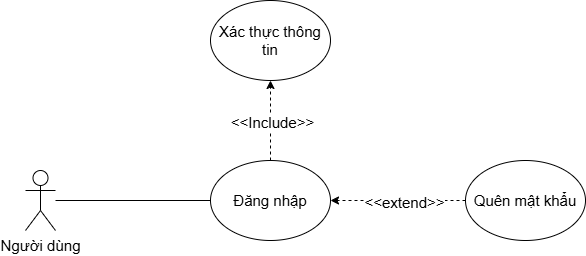 Xác thực thông
tin
<<Include>>
Đăng nhập
<<extend>>
Quên mật khẩu
Người dùng